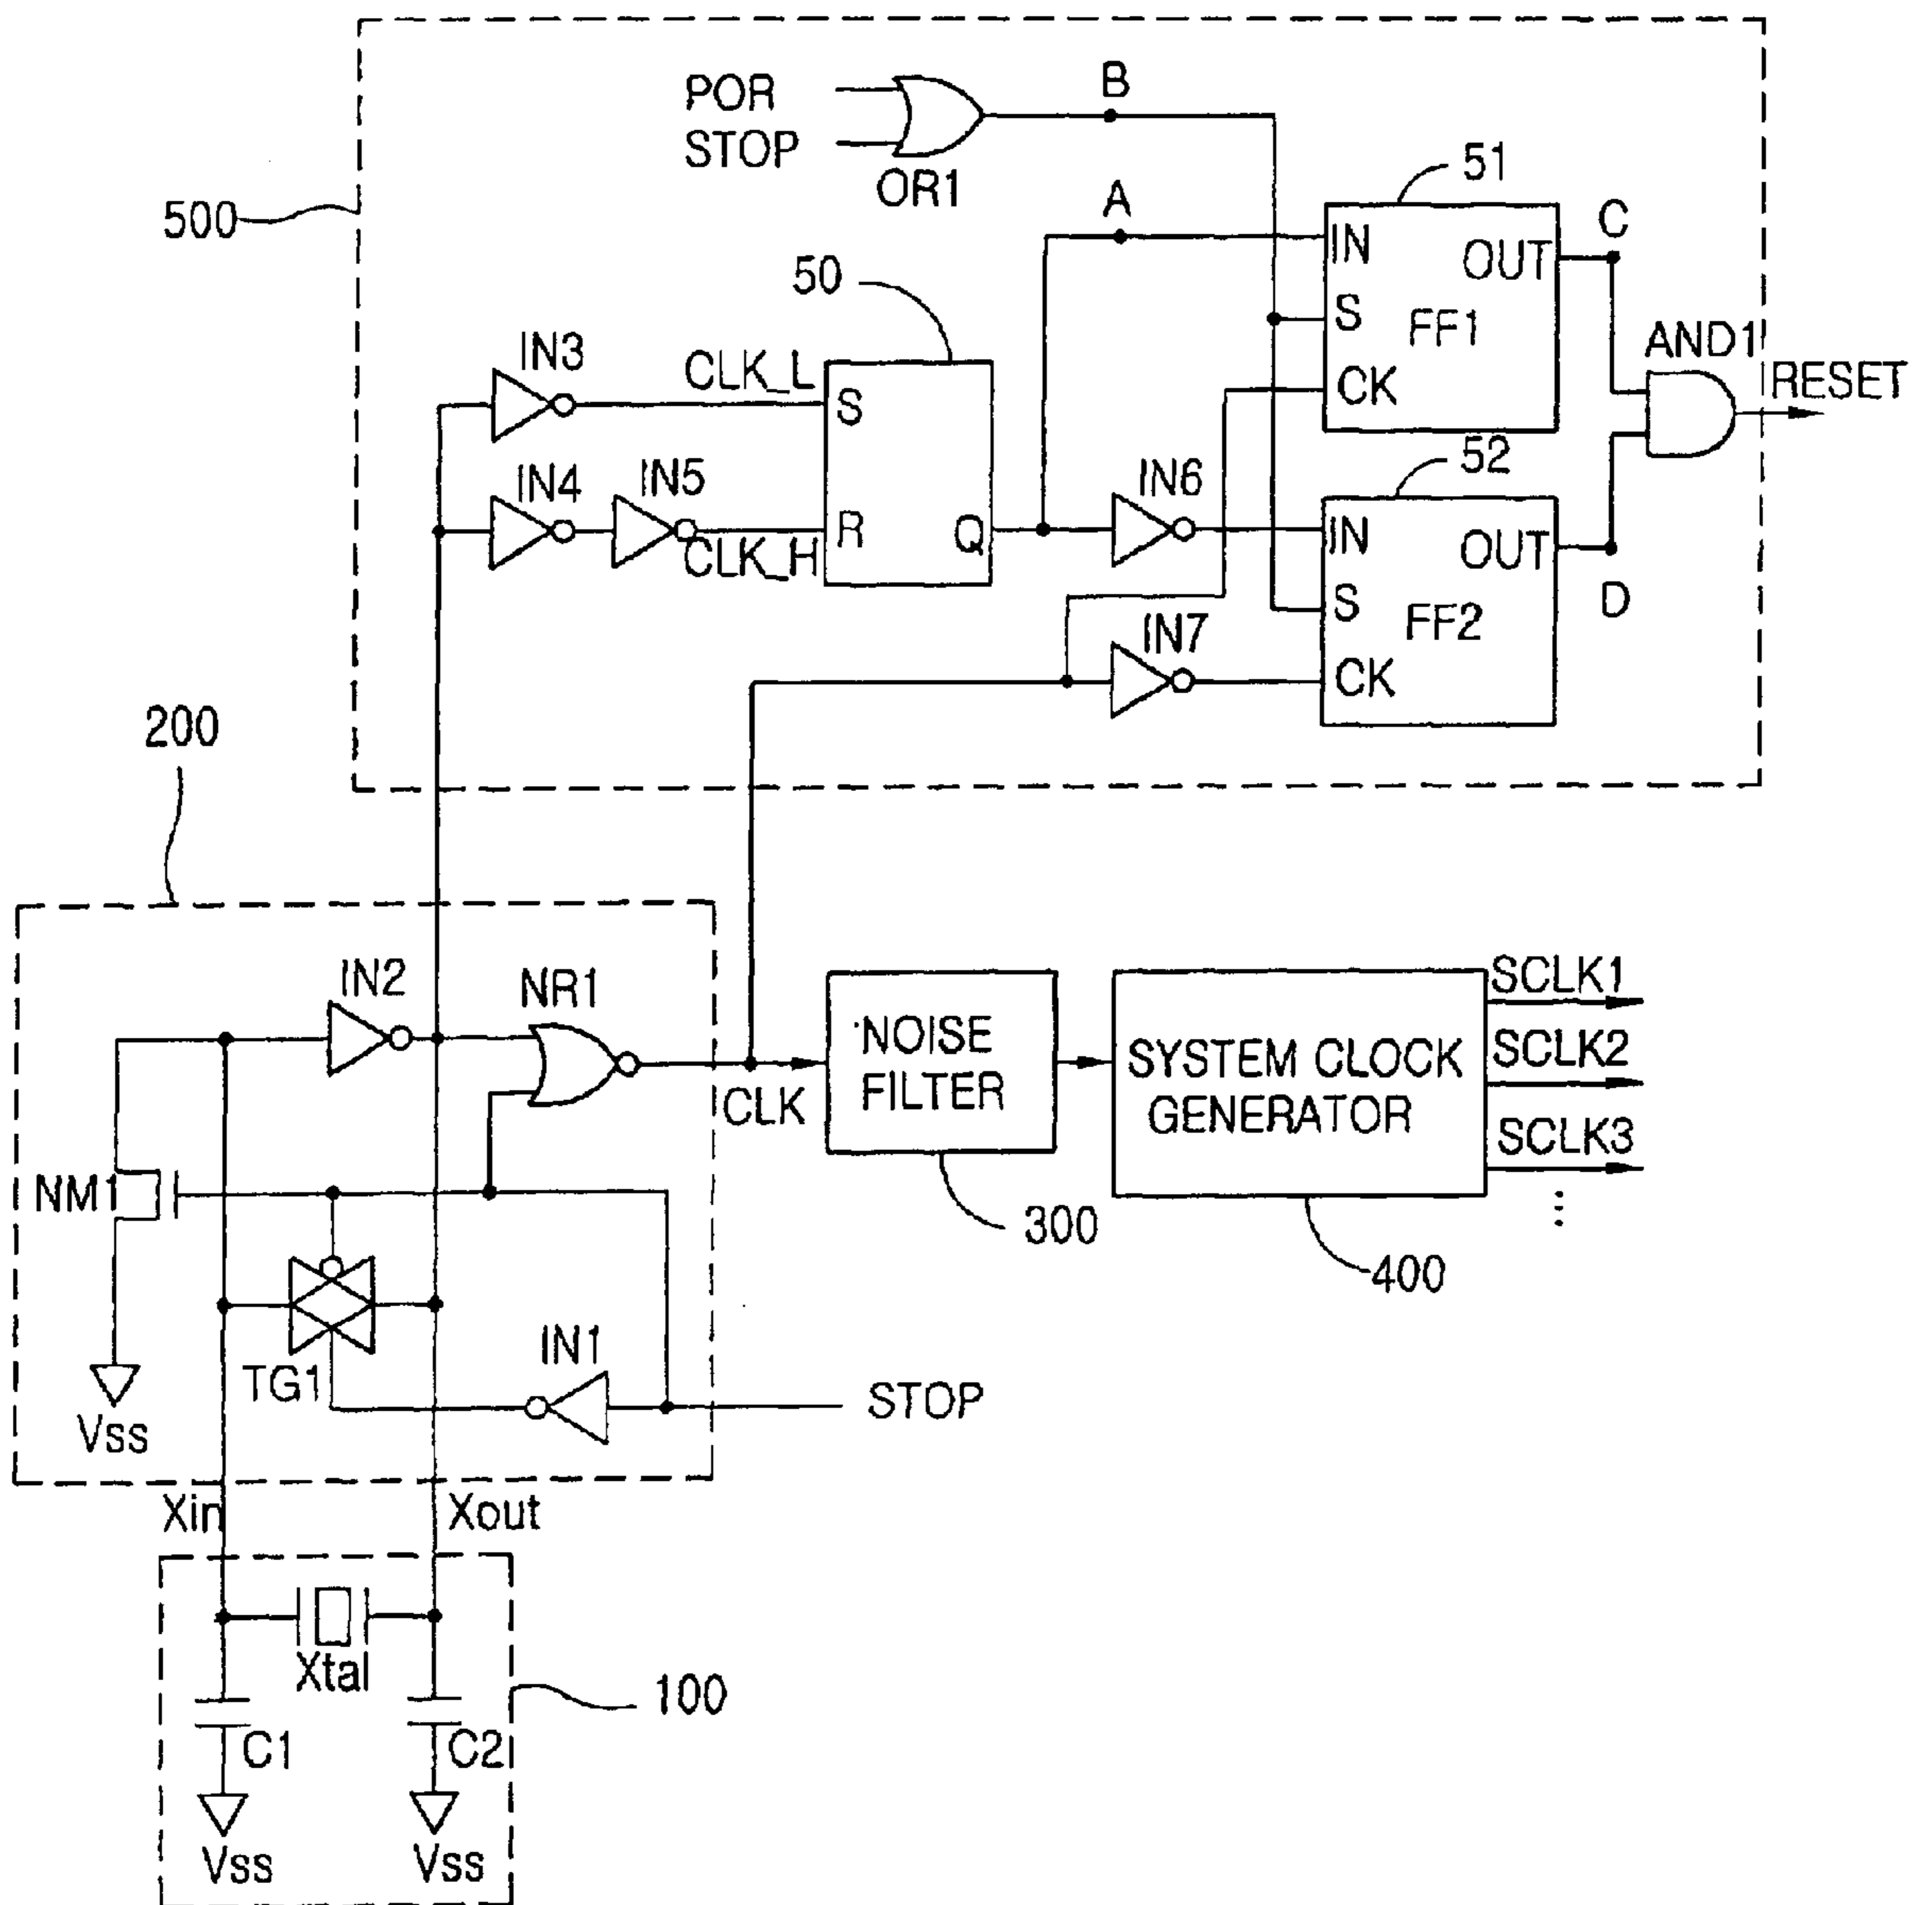 POR
STOP
OR1
B
A
500
50
51
IN
OUT
S
FF1
CK
C
AND1
RESET
IN3
CLK_L
S
IN4
IN5
CLK_H
R
Q
IN6
52
IN
OUT
S
FF2
CK
D
IN7
200
IN2
NR1
CLK
NOISE
FILTER
300
SYSTEM CLOCK
GENERATOR
400
SCLK1
SCLK2
SCLK3
NM1
Vss
TG1
IN1
STOP
Xin
Xout
Xtal
100
C1
C2
Vss
Vss